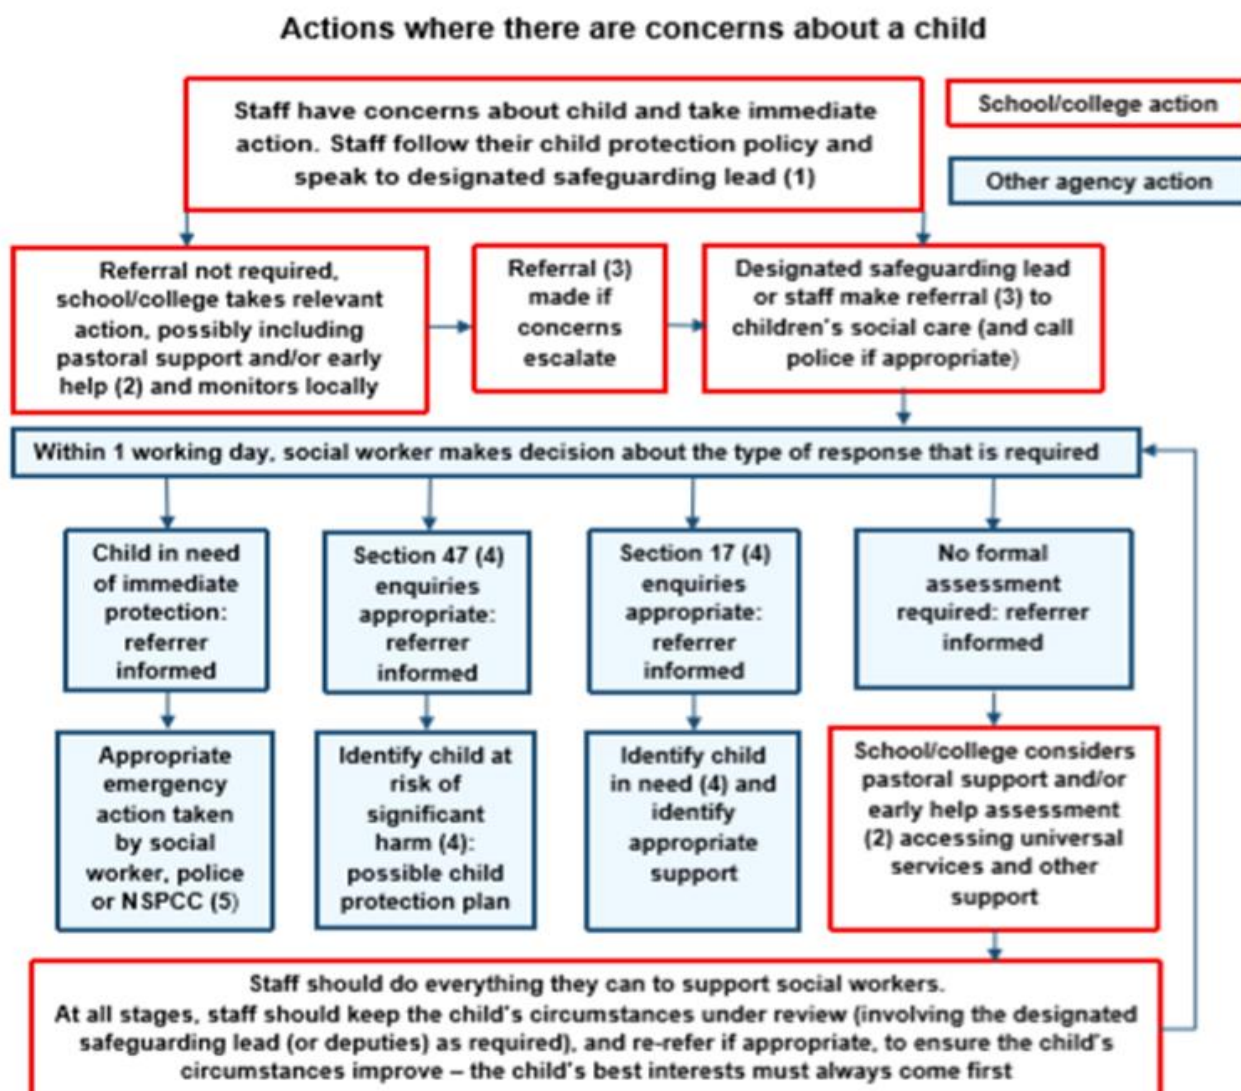 Actions where there are concerns about a child
Staff have concerns about child and take immediate
action. Staff follow their child protection policy and
speak to designated safeguarding lead (1)
School/college action
Other agency action
Referral not required,
school/college takes relevant
action, possibly including
pastoral support and/or early
help (2) and monitors locally
Referral (3)
made if
concerns
escalate
Designated safeguarding lead
or staff make referral (3) to
children's social care (and call
police if appropriate)
Within 1 working day, social worker makes decision about the type of response that is required
Child in need
of immediate
protection:
referrer
informed
Section 47 (4)
enquiries
appropriate:
referrer
informed
Section 17 (4)
enquiries
appropriate:
referrer
informed
No formal
assessment
required: referrer
informed
Appropriate
emergency
action taken
by social
worker, police
or NSPCC (5)
Identify child at
risk of
significant
harm (4):
possible child
protection plan
Identify child
in need (4) and
identify
appropriate
support
School/college considers
pastoral support and/or
early help assessment
(2) accessing universal
services and other
support
Staff should do everything they can to support social workers.
At all stages, staff should keep the child's circumstances under review (involving the designated
safeguarding lead (or deputies) as required), and re-refer if appropriate, to ensure the child's
circumstances improve – the child's best interests must always come first